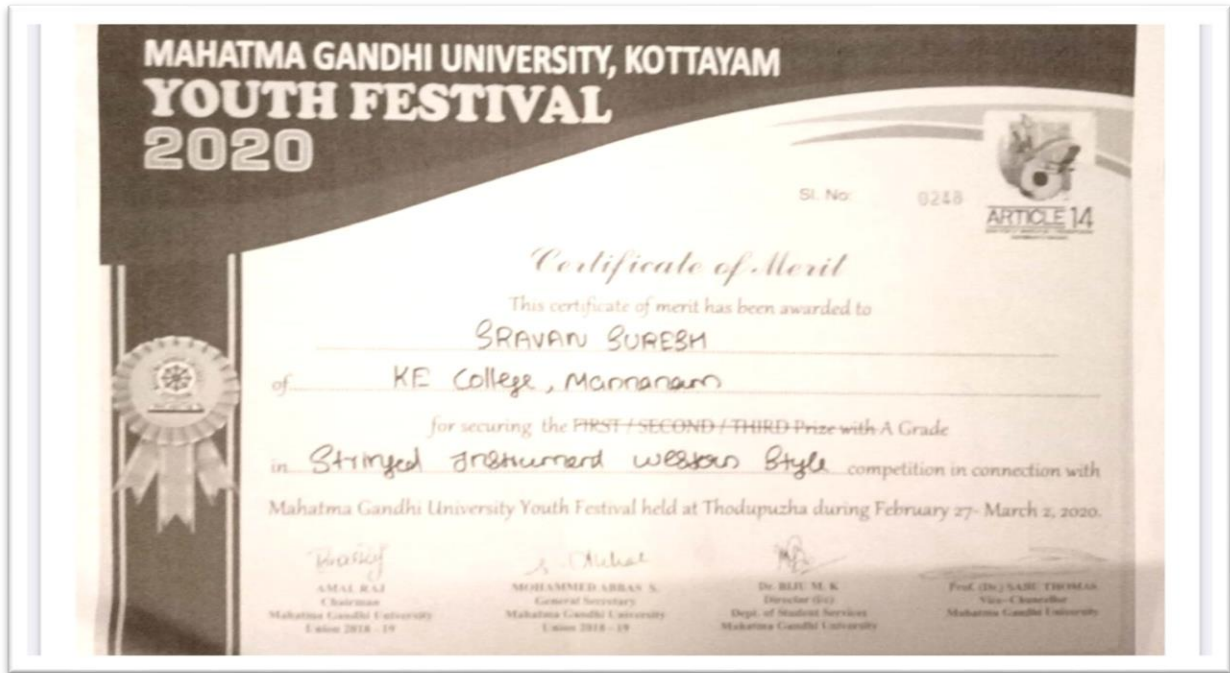 MAHATMA GANDHI UNIVERSITY, KOTTAYAM
YOUTH FESTIVAL
2020
Sl. No: 0248
ARTICLE 14
Certificate of Merit
This certificate of merit has been awarded to
SRAVAN SURESH
of KE College, Mannanam
for securing the FIRST / SECOND / THIRD Prize with A Grade
in Stringed Instrument Western Style competition in connection with
Mahatma Gandhi University Youth Festival held at Thodupuzha during February 27- March 2, 2020.
AMAL RAJ
Chairman
Mahatma Gandhi University
Union 2018 - 19
MOHAMMED ABBAS S.
General Secretary
Mahatma Gandhi University
Union 2018 - 19
Dr. BIJU M. K
Director (i/c)
Dept. of Student Services
Mahatma Gandhi University
Prof. (Dr.) SABU THOMAS
Vice-Chancellor
Mahatma Gandhi University